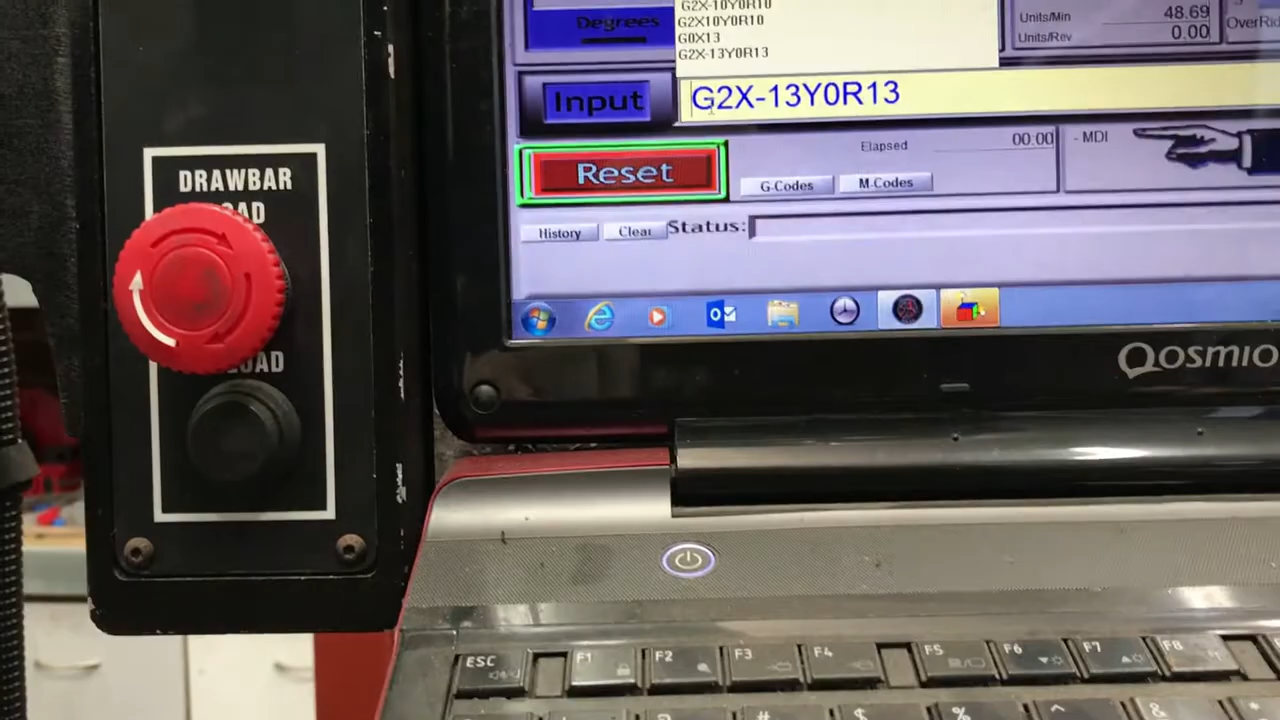 DRAWBAR
LOAD
Degrees
G2X-10Y0R10
G2X10Y0R10
G0X13
G2X-13Y0R13
Units/Min 48.69
Units/Rev 0.00
Input
G2X-13Y0R13
Reset
Elapsed 00:00
- MDI
G-Codes
M-Codes
History
Clear
Status:
QOSMIO
ESC
F1
F2
F3
F4
F5
F6
F7
F8
#
$
%
^
&
*